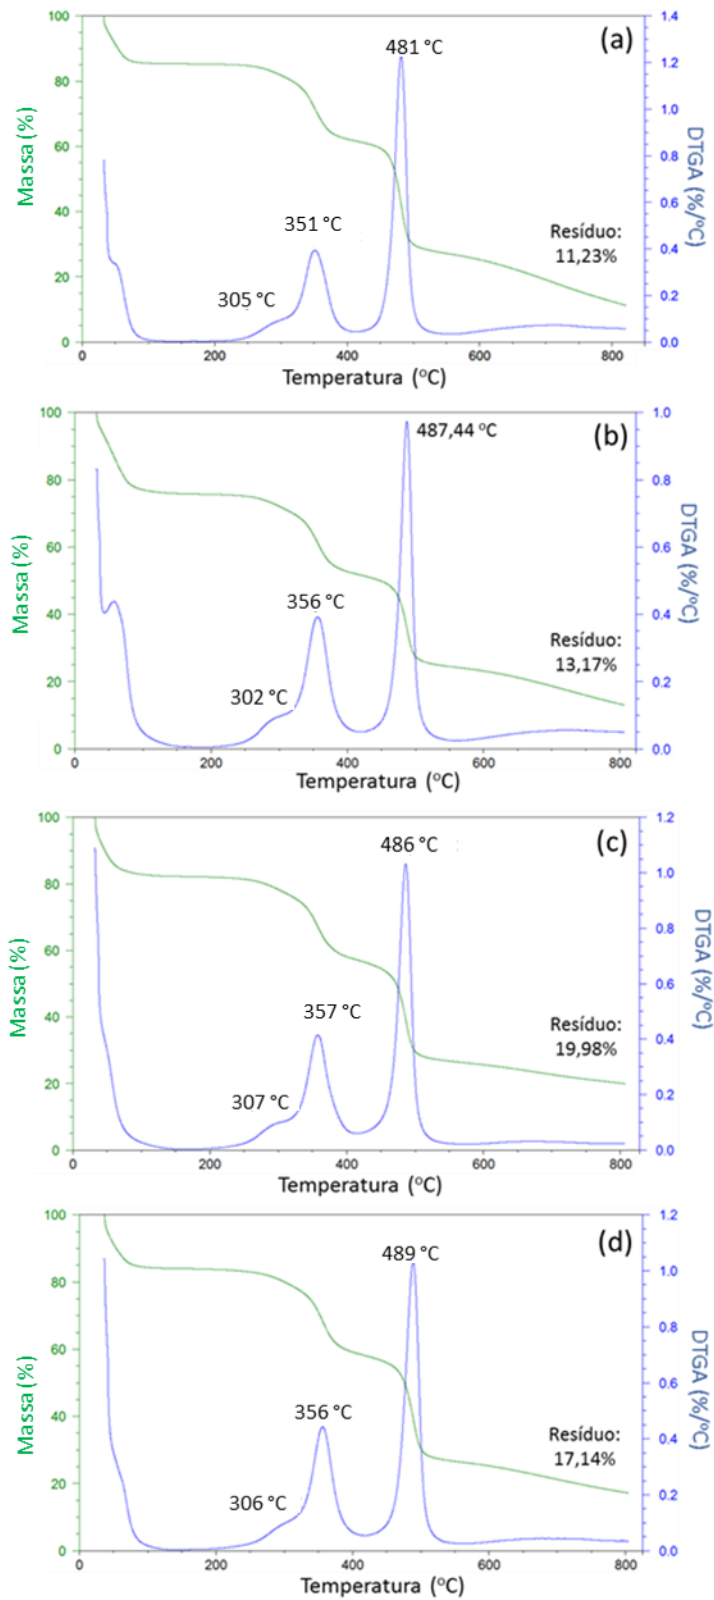 (a)
481 °C
351 °C
305 °C
Resíduo:
11,23%
Massa (%)
DTGA (%/°C)
100
80
60
40
20
0
1.4
1.2
1.0
0.8
0.6
0.4
0.2
0.0
0
200
400
600
800
Temperatura (°C)
(b)
487,44 °C
356 °C
302 °C
Resíduo:
13,17%
Massa (%)
DTGA (%/°C)
100
80
60
40
20
0
1.0
0.8
0.6
0.4
0.2
0.0
0
200
400
600
800
Temperatura (°C)
(c)
486 °C
357 °C
307 °C
Resíduo:
19,98%
Massa (%)
DTGA (%/°C)
100
80
60
40
20
0
1.2
1.0
0.8
0.6
0.4
0.2
0.0
0
200
400
600
800
Temperatura (°C)
(d)
489 °C
356 °C
306 °C
Resíduo:
17,14%
Massa (%)
DTGA (%/°C)
100
80
60
40
20
0
1.2
1.0
0.8
0.6
0.4
0.2
0.0
0
200
400
600
800
Temperatura (°C)